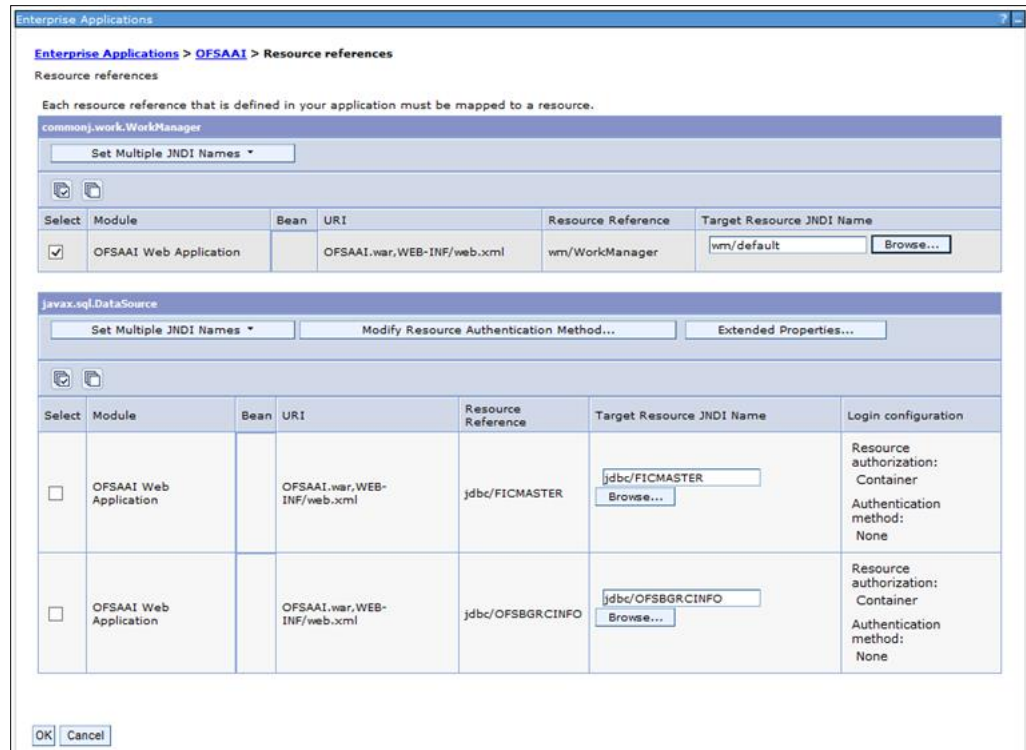 Enterprise Applications ? –
Enterprise Applications > OFSAAI > Resource references
Resource references
Each resource reference that is defined in your application must be mapped to a resource.
commonj.work.WorkManager
Set Multiple JNDI Names
Select Module Bean URI Resource Reference Target Resource JNDI Name
OFSAAI Web Application OFSAAI.war,WEB-INF/web.xml wm/WorkManager wm/default Browse...
javax.sql.DataSource
Set Multiple JNDI Names Modify Resource Authentication Method... Extended Properties...
Select Module Bean URI Resource Reference Target Resource JNDI Name Login configuration
OFSAAI Web
Application
OFSAAI.war,WEB-
INF/web.xml
jdbc/FICMASTER
jdbc/FICMASTER
Browse...
Resource
authorization:
Container
Authentication
method:
None
OFSAAI Web
Application
OFSAAI.war,WEB-
INF/web.xml
jdbc/OFSBGRCINFO
jdbc/OFSBGRCINFO
Browse...
Resource
authorization:
Container
Authentication
method:
None
OK Cancel